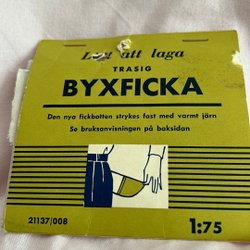 Lätt att laga
TRASIG
BYXFICKA
Den nya fickbotten strykes fast med varmt järn
Se bruksanvisningen på baksidan
21137/008
1:75